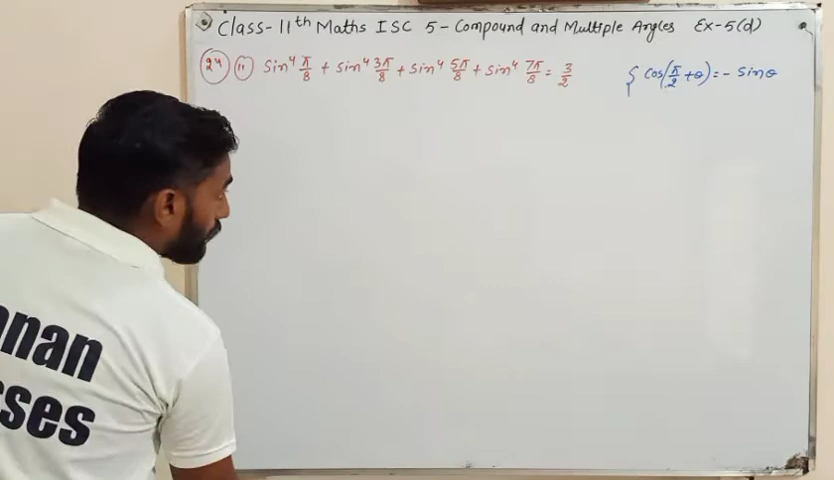 Class-11th Maths ISC 5-Compound and Multiple Angles Ex-5(d)
24 (ii) sin⁴ π/8 + sin⁴ 3π/8 + sin⁴ 5π/8 + sin⁴ 7π/8 = 3/2 { cos(π/2 + θ) = - sinθ
nan
sses